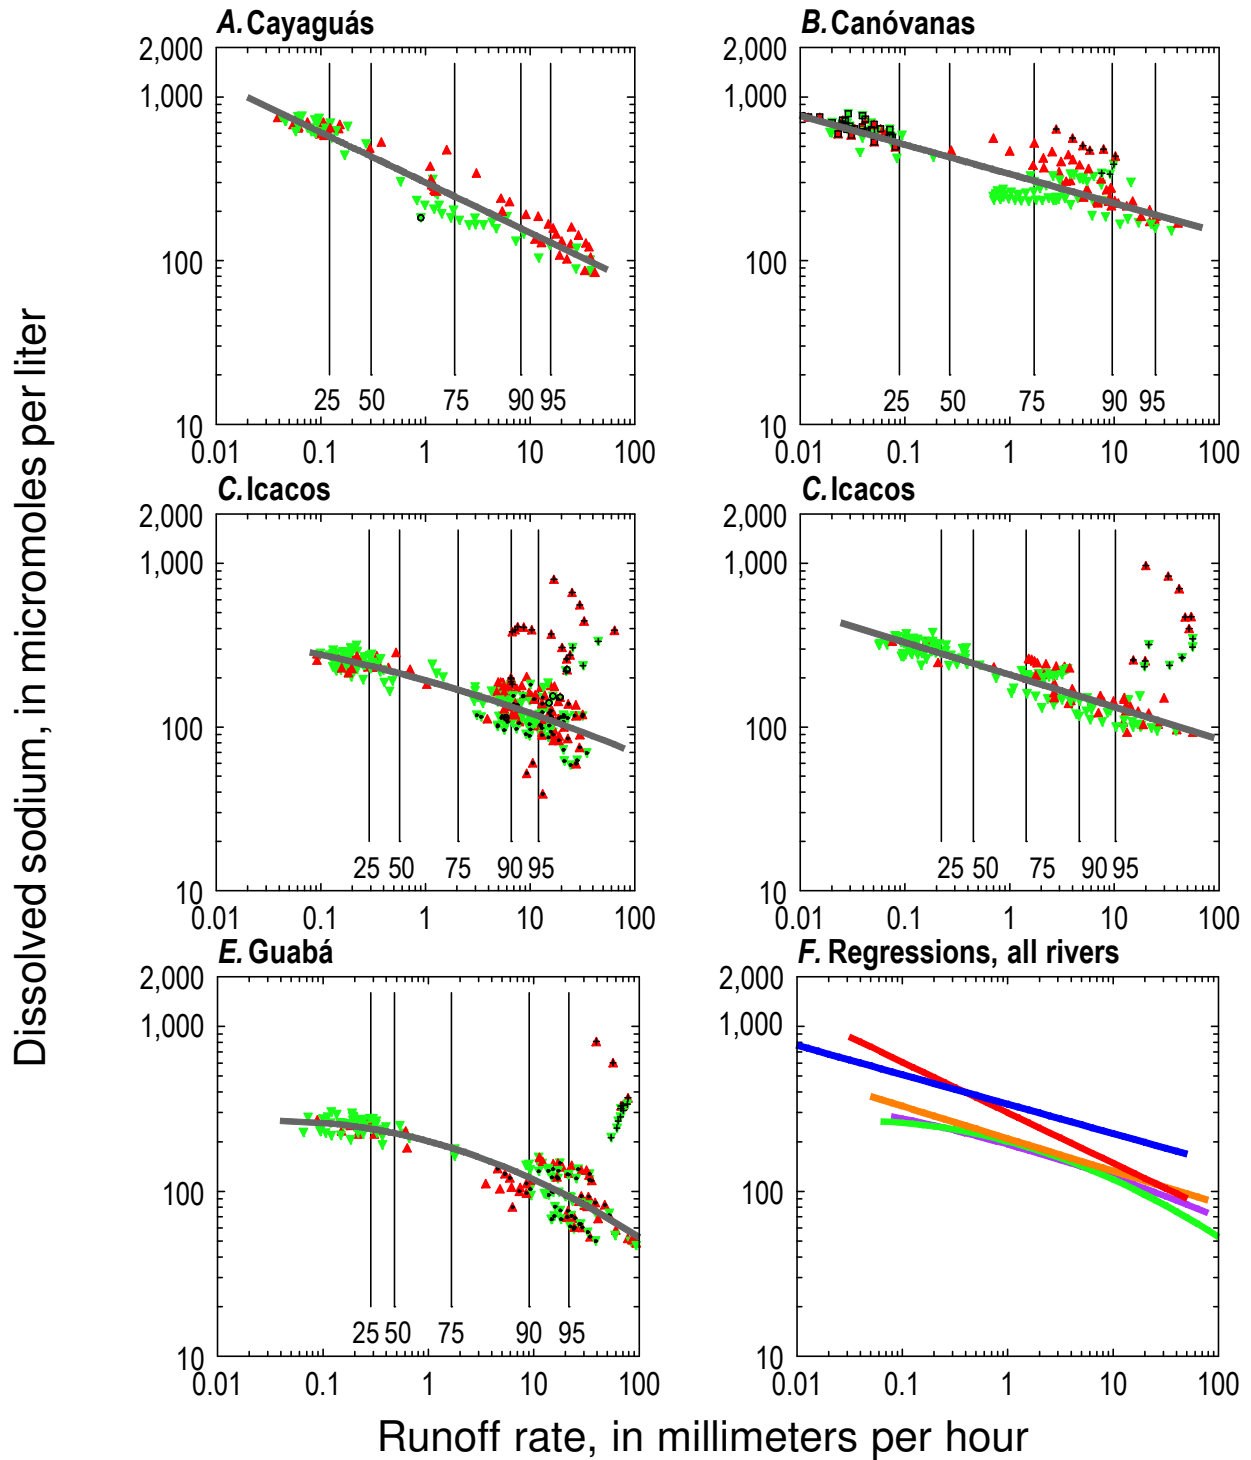 A. Cayaguás
B. Canóvanas
2,000
1,000
100
10
25 50 75 90 95
0.01 0.1 1 10 100
2,000
1,000
100
10
25 50 75 90 95
0.01 0.1 1 10 100
C. Icacos
C. Icacos
2,000
1,000
100
10
25 50 75 90 95
0.01 0.1 1 10 100
2,000
1,000
100
10
25 50 75 90 95
0.01 0.1 1 10 100
E. Guabá
F. Regressions, all rivers
2,000
1,000
100
10
25 50 75 90 95
0.01 0.1 1 10 100
2,000
1,000
100
10
0.01 0.1 1 10 100
Dissolved sodium, in micromoles per liter
Runoff rate, in millimeters per hour